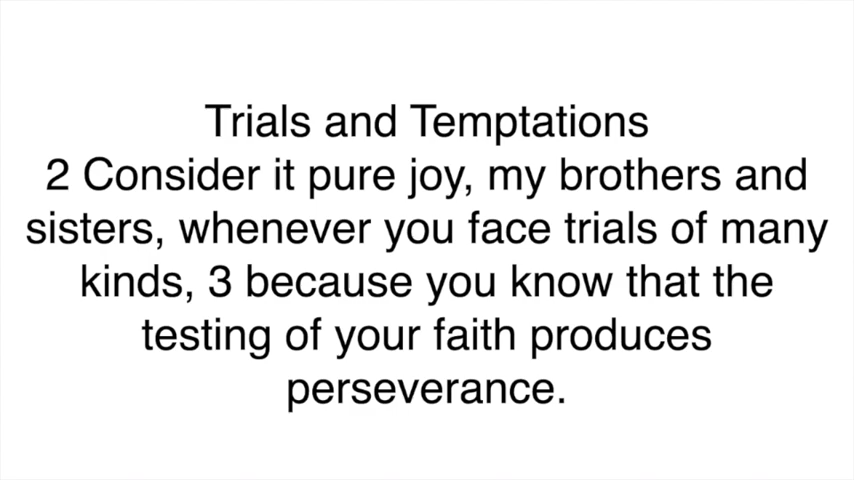 Trials and Temptations
2 Consider it pure joy, my brothers and
sisters, whenever you face trials of many
kinds, 3 because you know that the
testing of your faith produces
perseverance.